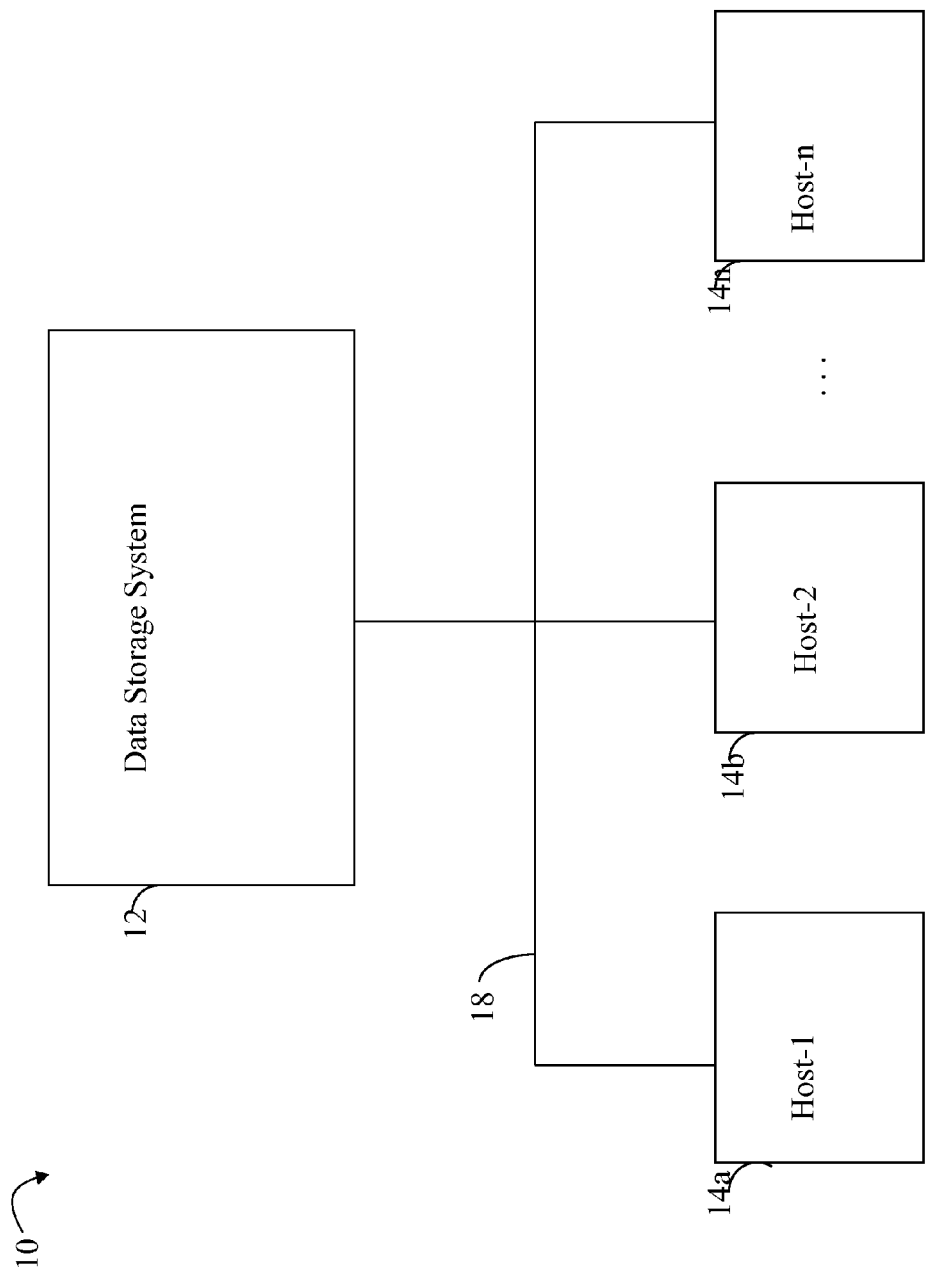 10
12
Data Storage System
18
14a
Host-1
14b
Host-2
. . .
14n
Host-n